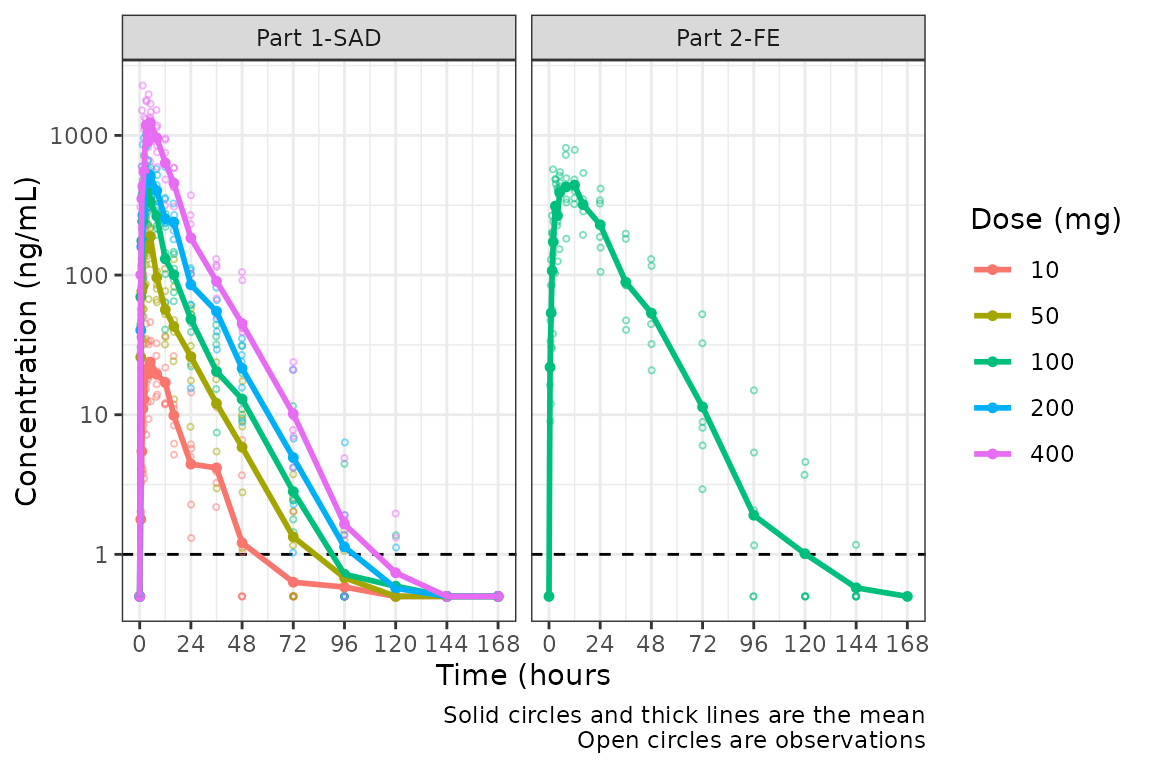 Part 1-SAD
Part 2-FE
Concentration (ng/mL)
1000
100
10
1
0 24 48 72 96 120 144 168
0 24 48 72 96 120 144 168
Time (hours
Dose (mg)
10
50
100
200
400
Solid circles and thick lines are the mean
Open circles are observations